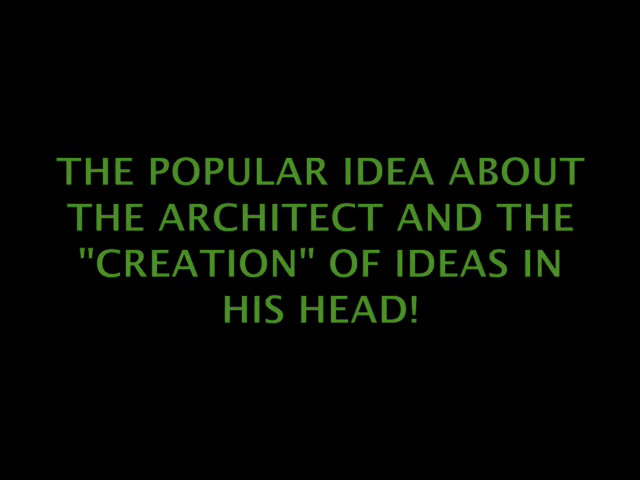 THE POPULAR IDEA ABOUT
THE ARCHITECT AND THE
"CREATION" OF IDEAS IN
HIS HEAD!